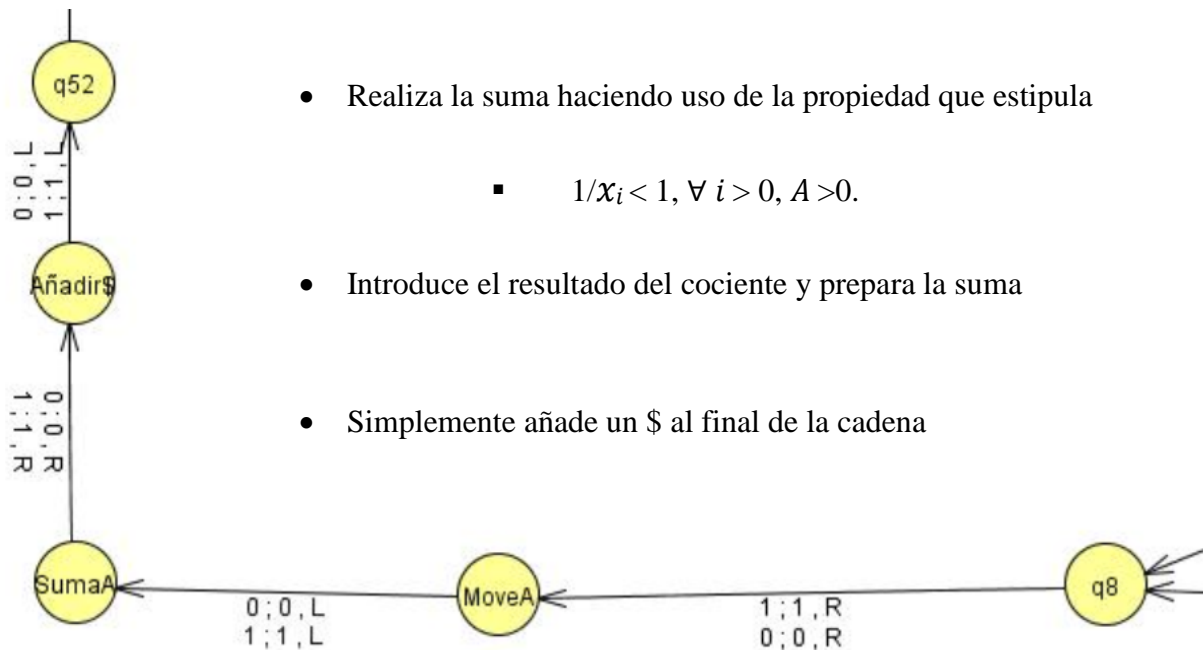 q52
• Realiza la suma haciendo uso de la propiedad que estipula
0;0,L
1;1,L
▪ 1/𝑥ᵢ < 1, ∀ 𝑖 > 0, 𝐴 >0.
Añadir$
• Introduce el resultado del cociente y prepara la suma
1;1,R
0;0,R
• Simplemente añade un $ al final de la cadena
SumaA
0;0,L
1;1,L
MoveA
1;1,R
0;0,R
q8